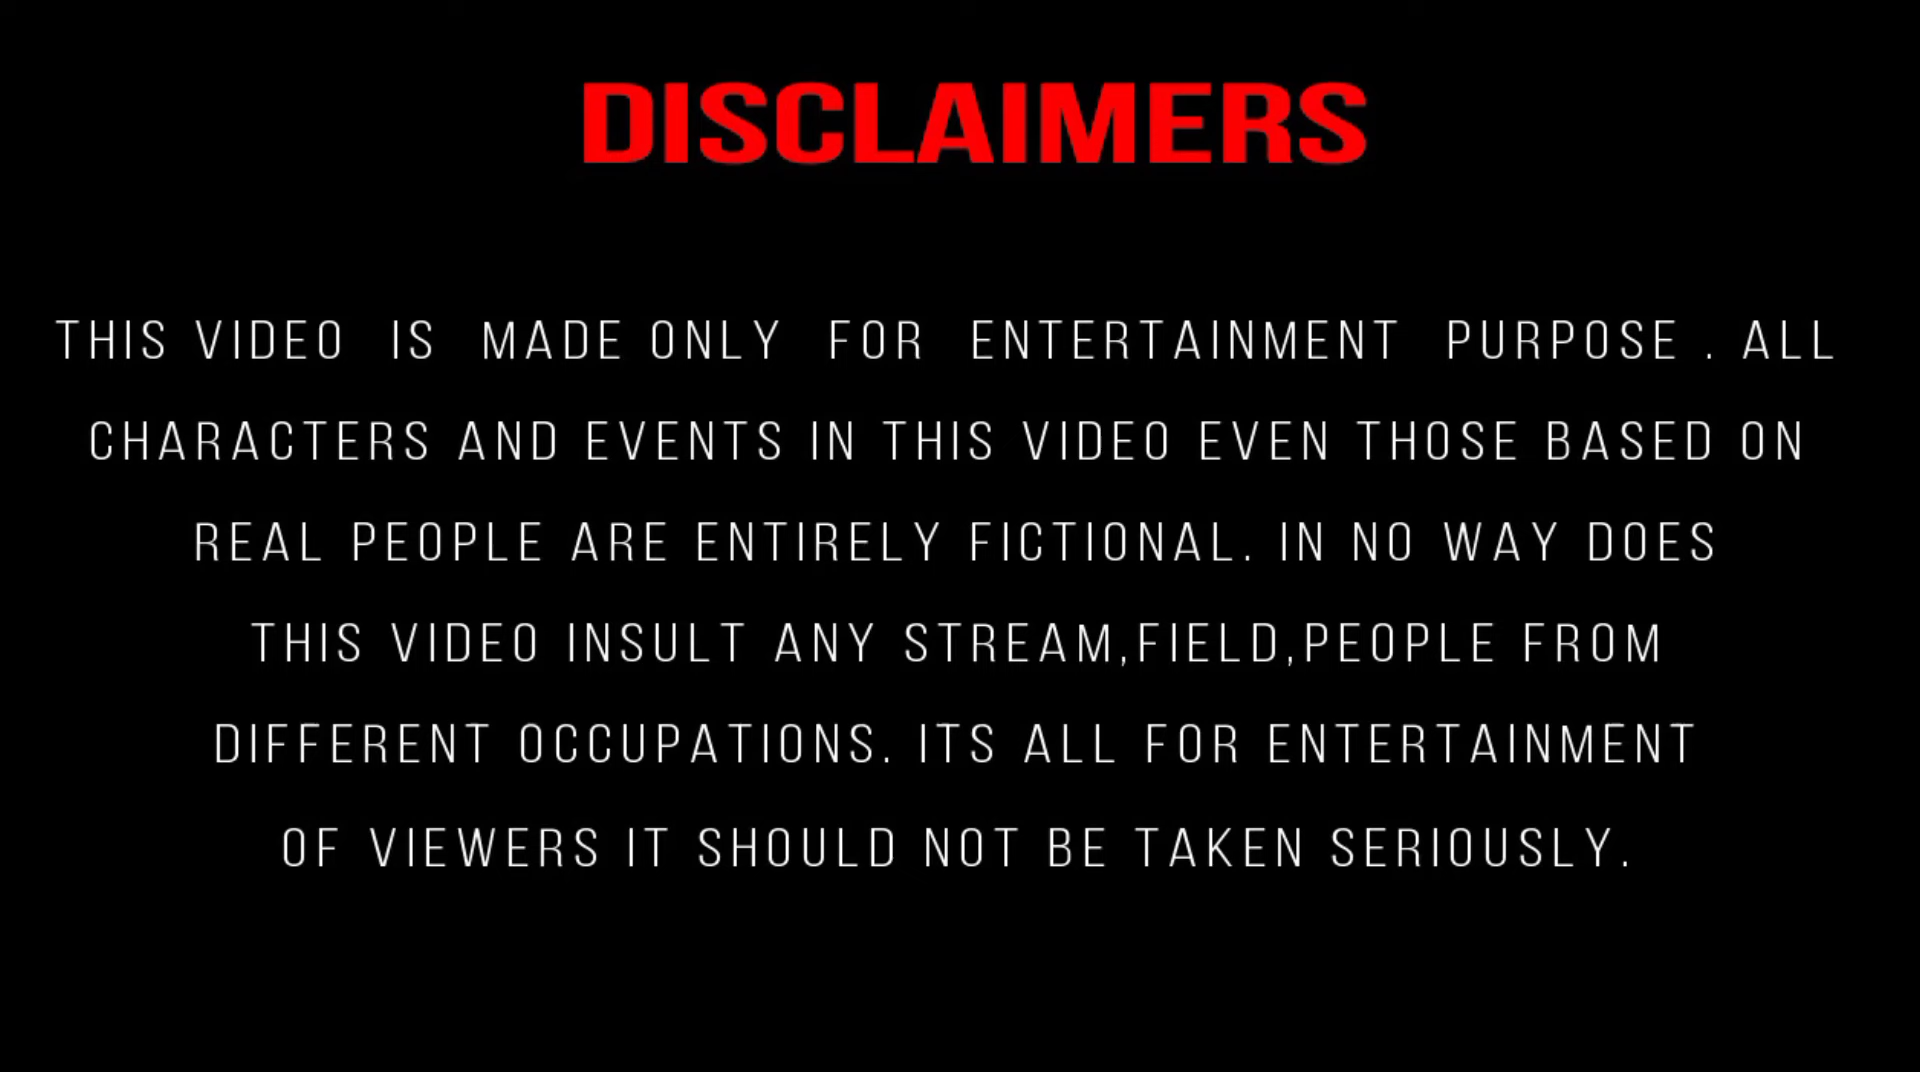 DISCLAIMERS
THIS VIDEO IS MADE ONLY FOR ENTERTAINMENT PURPOSE . ALL
CHARACTERS AND EVENTS IN THIS VIDEO EVEN THOSE BASED ON
REAL PEOPLE ARE ENTIRELY FICTIONAL. IN NO WAY DOES
THIS VIDEO INSULT ANY STREAM,FIELD,PEOPLE FROM
DIFFERENT OCCUPATIONS. ITS ALL FOR ENTERTAINMENT
OF VIEWERS IT SHOULD NOT BE TAKEN SERIOUSLY.